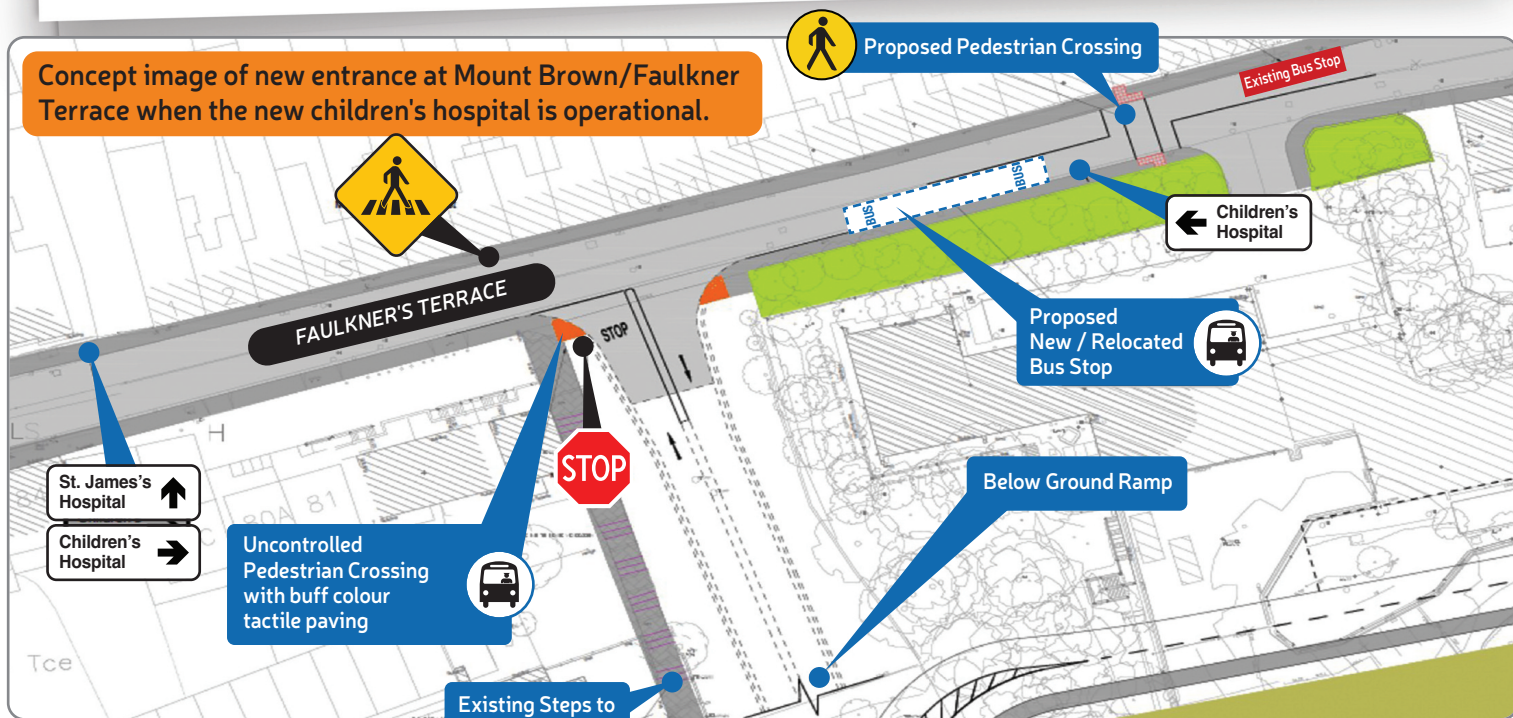 Concept image of new entrance at Mount Brown/Faulkner
Terrace when the new children's hospital is operational.
Proposed Pedestrian Crossing
Existing Bus Stop
BUS
BUS
Children's
Hospital
FAULKNER'S TERRACE
STOP
Proposed
New / Relocated
Bus Stop
STOP
St. James's
Hospital
Children's
Hospital
H
80A 81
Uncontrolled
Pedestrian Crossing
with buff colour
tactile paving
Below Ground Ramp
Tce
Existing Steps to